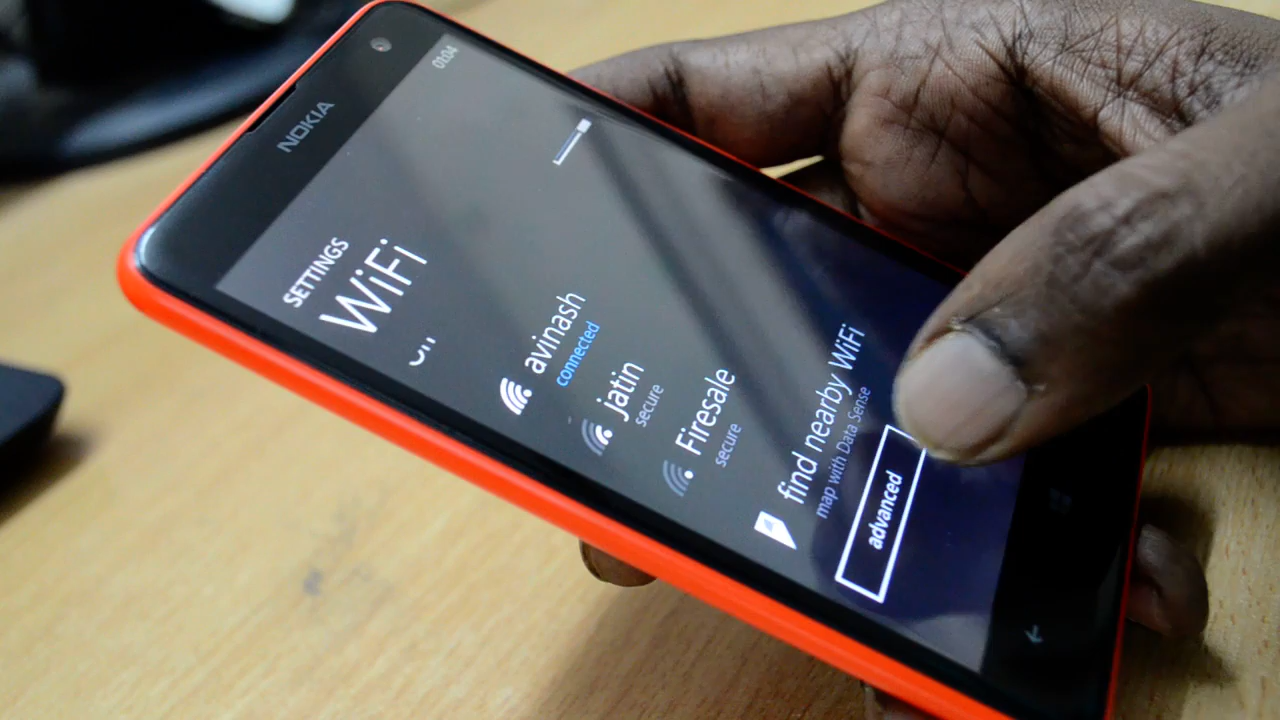 NOKIA
01:04
SETTINGS
WiFi
avinash
connected
jatin
secure
Firesale
secure
find nearby WiFi
map with Data Sense
advanced